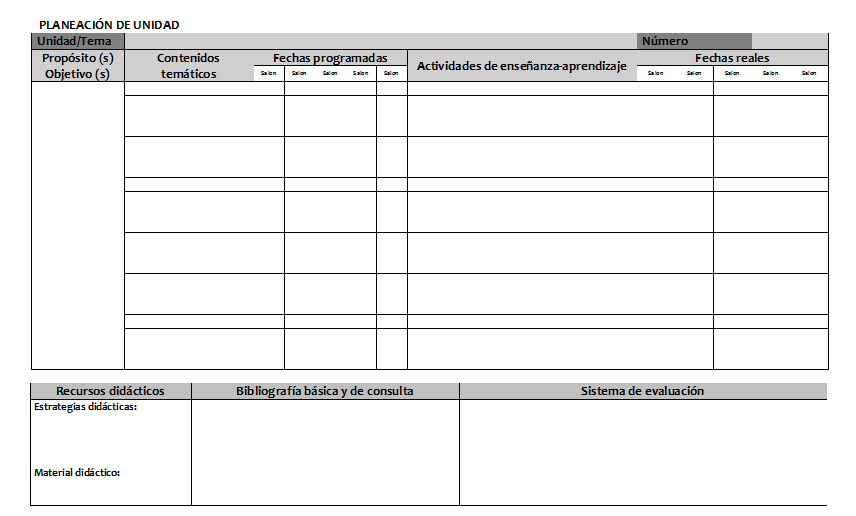 PLANEACIÓN DE UNIDAD
Unidad/Tema Número
Propósito (s) Contenidos Fechas programadas Actividades de enseñanza-aprendizaje Fechas reales
Objetivo (s) temáticos Salon Salon Salon Salon Salon Salon Salon Salon Salon Salon
Recursos didácticos Bibliografía básica y de consulta Sistema de evaluación
Estrategias didácticas:
Material didáctico: